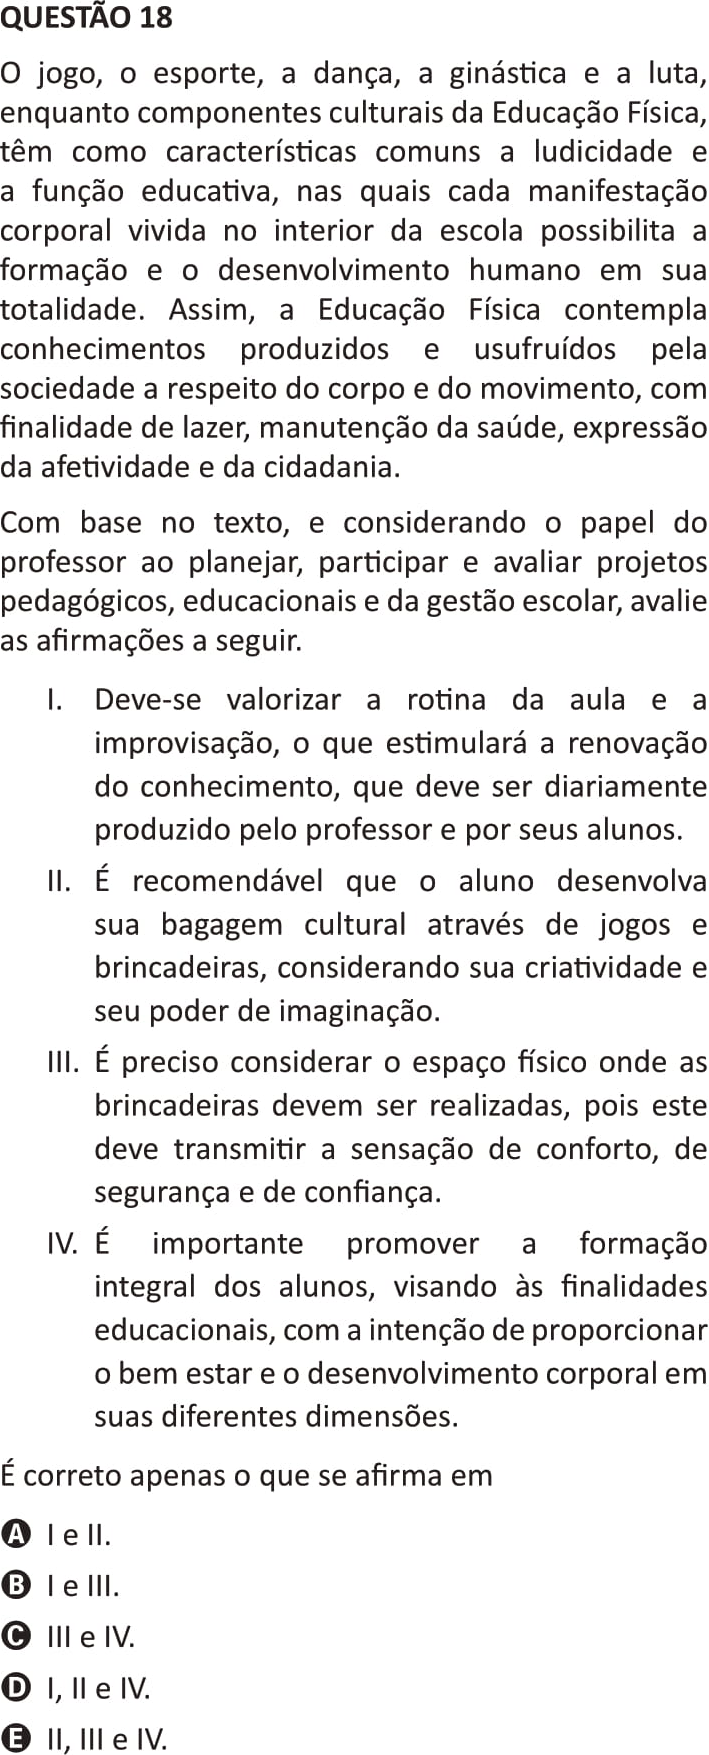 QUESTÃO 18
O jogo, o esporte, a dança, a ginástica e a luta,
enquanto componentes culturais da Educação Física,
têm como características comuns a ludicidade e
a função educativa, nas quais cada manifestação
corporal vivida no interior da escola possibilita a
formação e o desenvolvimento humano em sua
totalidade. Assim, a Educação Física contempla
conhecimentos produzidos e usufruídos pela
sociedade a respeito do corpo e do movimento, com
finalidade de lazer, manutenção da saúde, expressão
da afetividade e da cidadania.
Com base no texto, e considerando o papel do
professor ao planejar, participar e avaliar projetos
pedagógicos, educacionais e da gestão escolar, avalie
as afirmações a seguir.
I. Deve-se valorizar a rotina da aula e a
improvisação, o que estimulará a renovação
do conhecimento, que deve ser diariamente
produzido pelo professor e por seus alunos.
II. É recomendável que o aluno desenvolva
sua bagagem cultural através de jogos e
brincadeiras, considerando sua criatividade e
seu poder de imaginação.
III. É preciso considerar o espaço físico onde as
brincadeiras devem ser realizadas, pois este
deve transmitir a sensação de conforto, de
segurança e de confiança.
IV. É importante promover a formação
integral dos alunos, visando às finalidades
educacionais, com a intenção de proporcionar
o bem estar e o desenvolvimento corporal em
suas diferentes dimensões.
É correto apenas o que se afirma em
A I e II.
B I e III.
C III e IV.
D I, II e IV.
E II, III e IV.